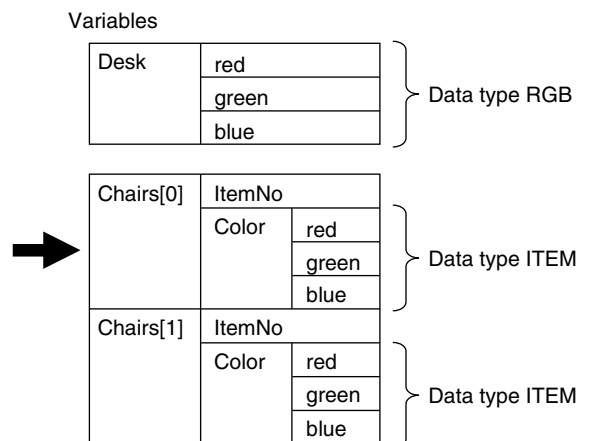 Variables
Desk red
green
blue
Data type RGB
Chairs[0] ItemNo
Color red
green
blue
Data type ITEM
Chairs[1] ItemNo
Color red
green
blue
Data type ITEM